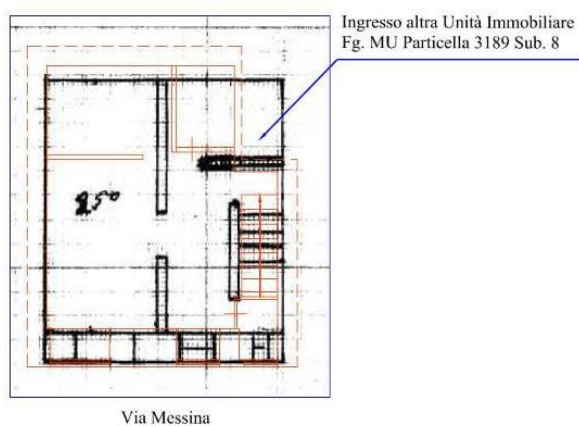 Ingresso altra Unità Immobiliare
Fg. MU Particella 3189 Sub. 8
Via Messina